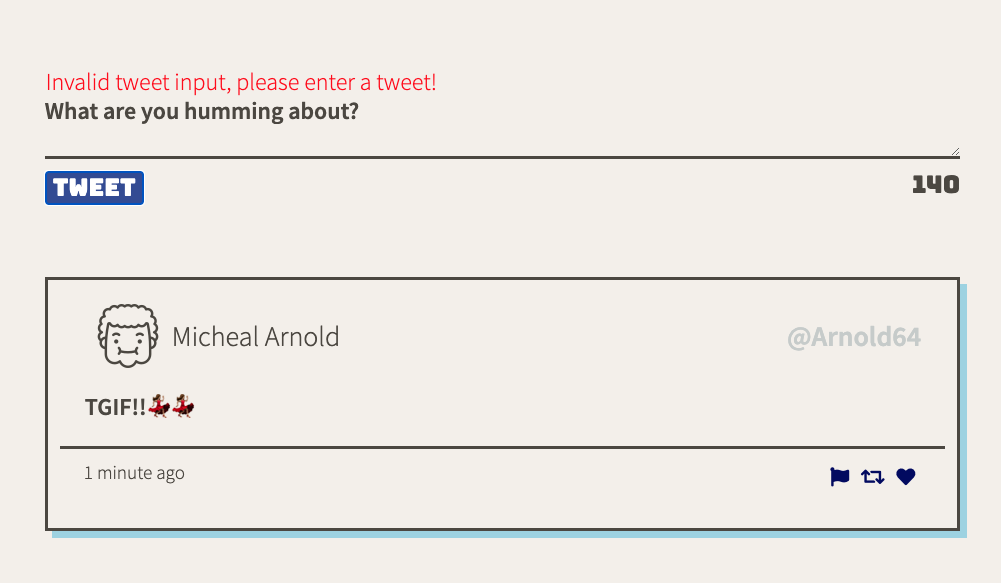 Invalid tweet input, please enter a tweet!
What are you humming about?
TWEET
140
Micheal Arnold
@Arnold64
TGIF!!💃💃
1 minute ago